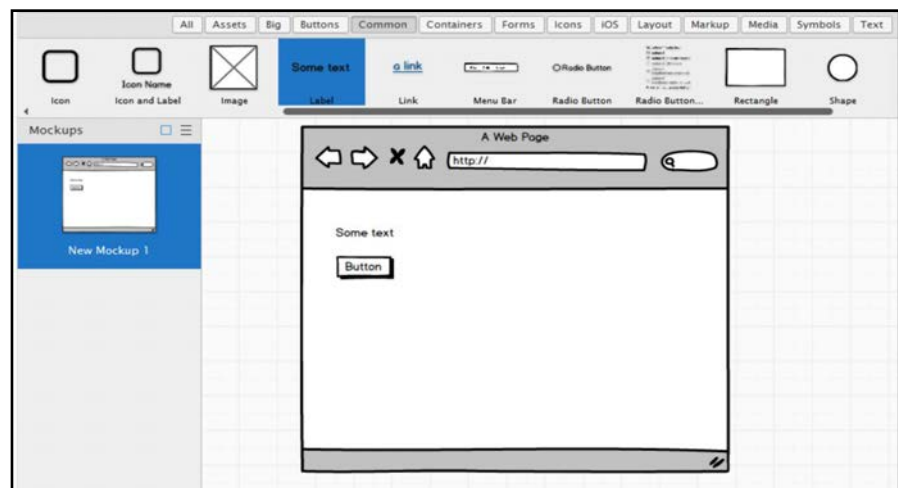 All Assets Big Buttons Common Containers Forms Icons iOS Layout Markup Media Symbols Text
Icon Name
Some text
a link
Radio Button
Icon
Icon and Label
Image
Label
Link
Menu Bar
Radio Button
Radio Button...
Rectangle
Shape
Mockups
New Mockup 1
A Web Page
http://
Some text
Button